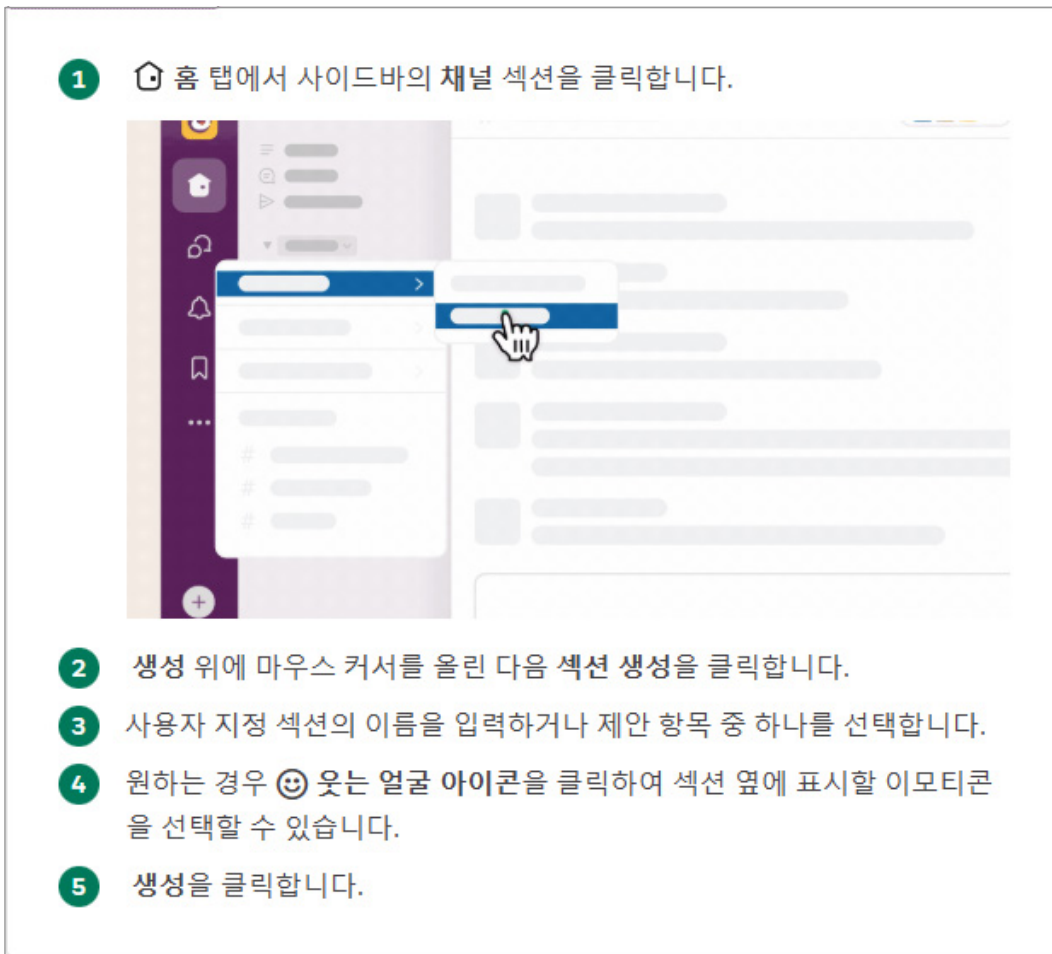 1 홈 탭에서 사이드바의 채널 섹션을 클릭합니다.
2 생성 위에 마우스 커서를 올린 다음 섹션 생성을 클릭합니다.
3 사용자 지정 섹션의 이름을 입력하거나 제안 항목 중 하나를 선택합니다.
4 원하는 경우 웃는 얼굴 아이콘을 클릭하여 섹션 옆에 표시할 이모티콘
을 선택할 수 있습니다.
5 생성을 클릭합니다.